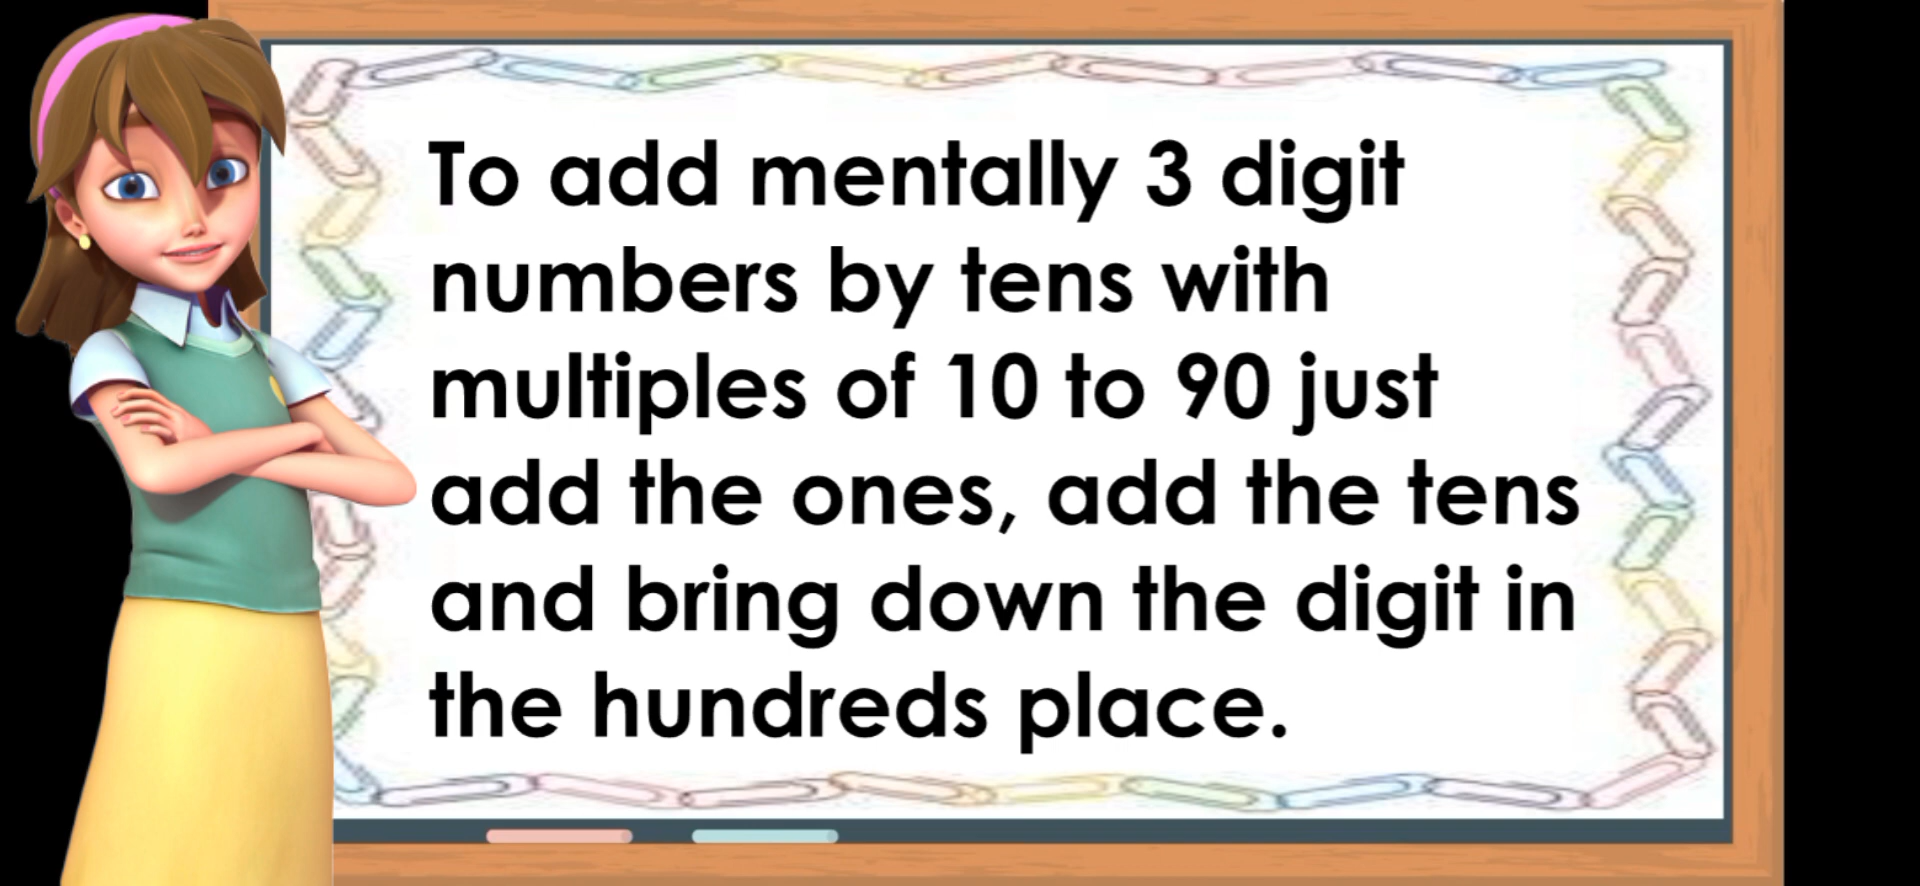 To add mentally 3 digit
numbers by tens with
multiples of 10 to 90 just
add the ones, add the tens
and bring down the digit in
the hundreds place.